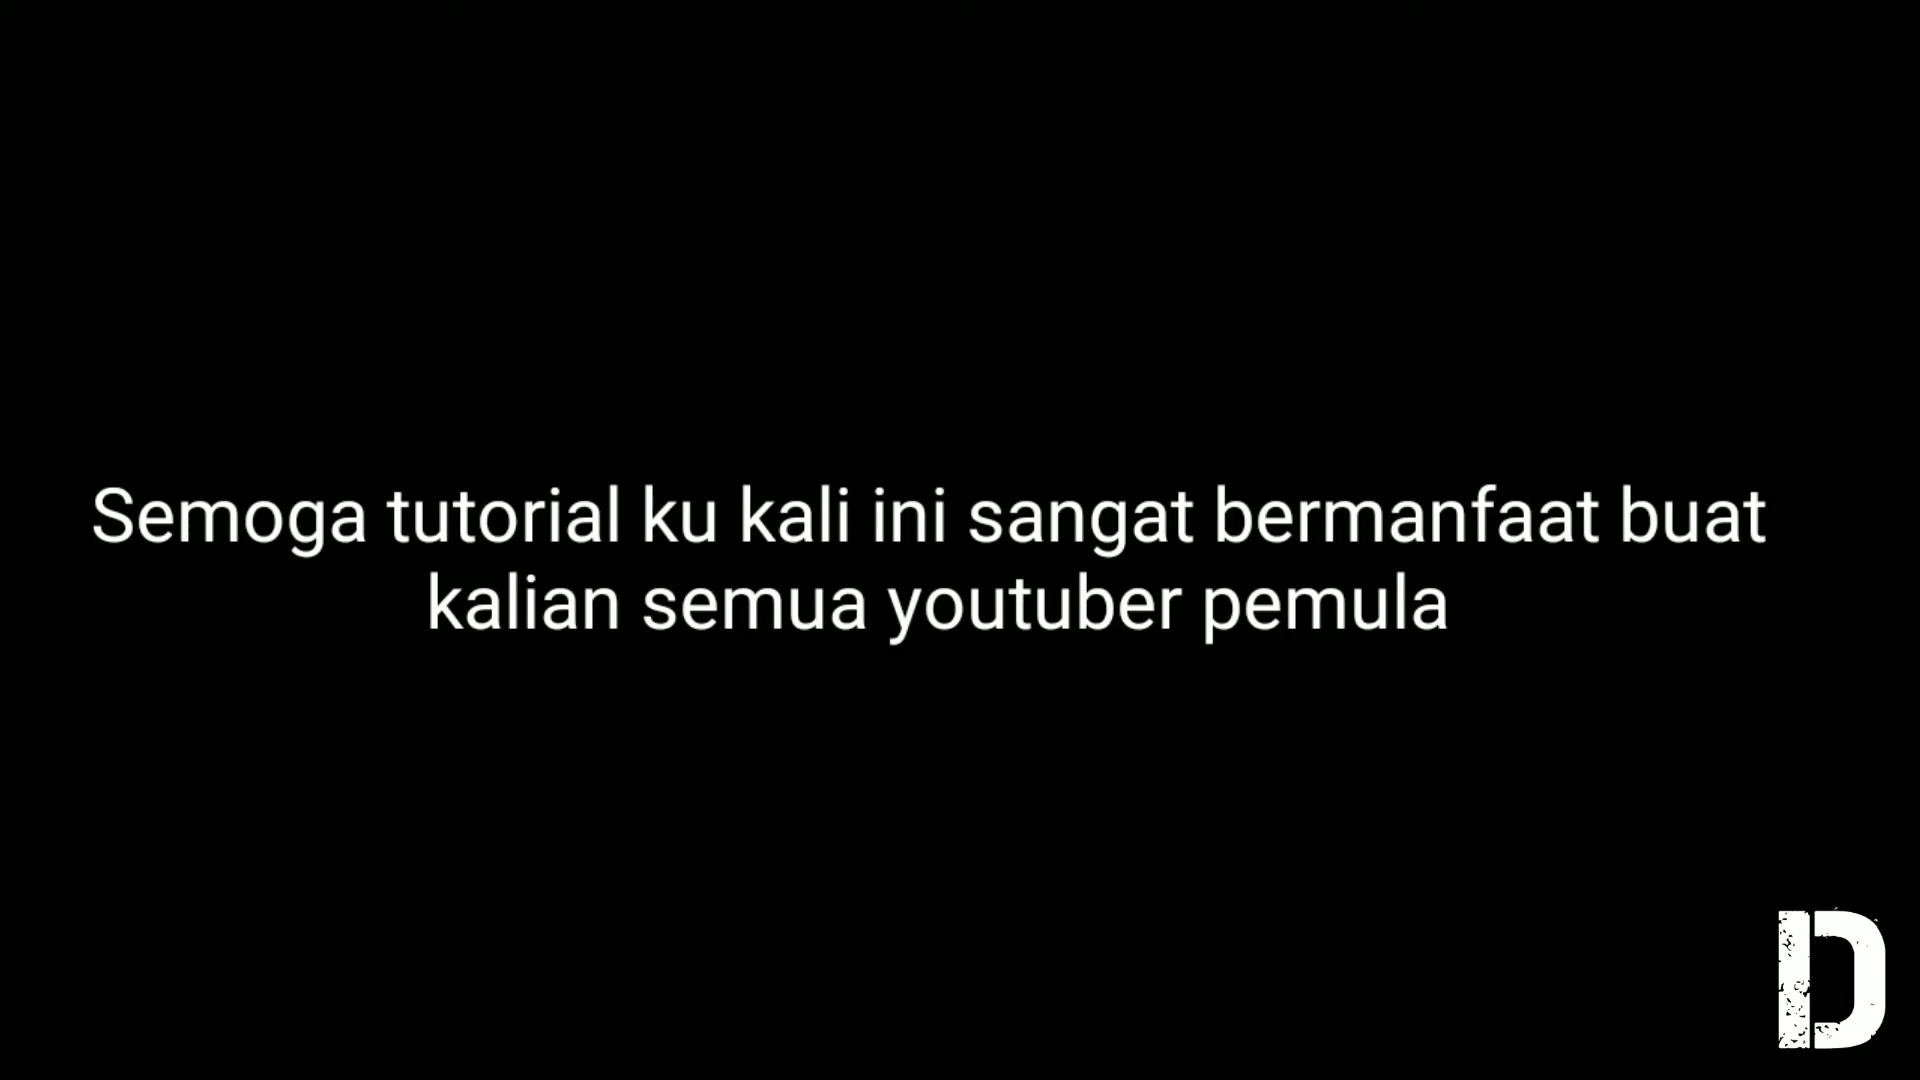 Semoga tutorial ku kali ini sangat bermanfaat buat
kalian semua youtuber pemula
D